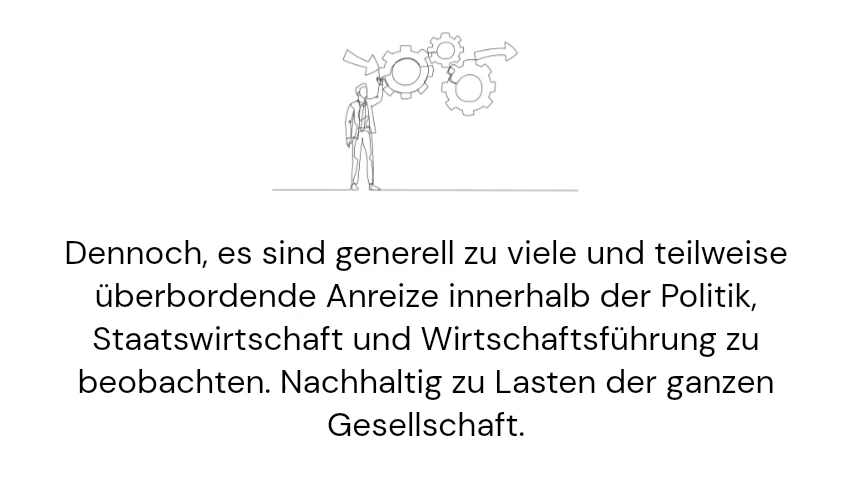 Dennoch, es sind generell zu viele und teilweise
überbordende Anreize innerhalb der Politik,
Staatswirtschaft und Wirtschaftsführung zu
beobachten. Nachhaltig zu Lasten der ganzen
Gesellschaft.